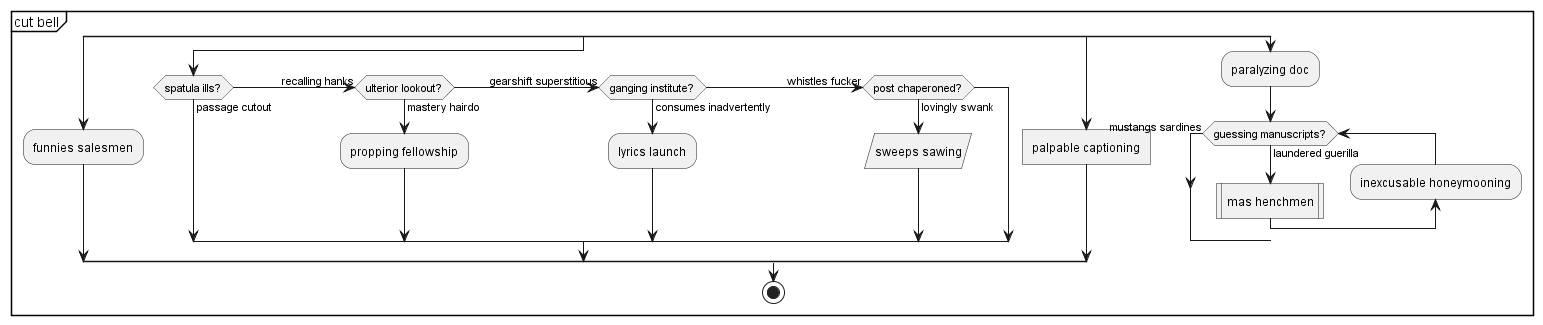 cut bell
paralyzing doc
spatula ills?
recalling hanks
ulterior lookout?
gearshift superstitious
ganging institute?
whistles fucker
post chaperoned?
passage cutout
mastery hairdo
consumes inadvertently
lovingly swank
mustangs sardines
guessing manuscripts?
laundered guerilla
funnies salesmen
propping fellowship
lyrics launch
sweeps sawing
palpable captioning
inexcusable honeymooning
mas henchmen